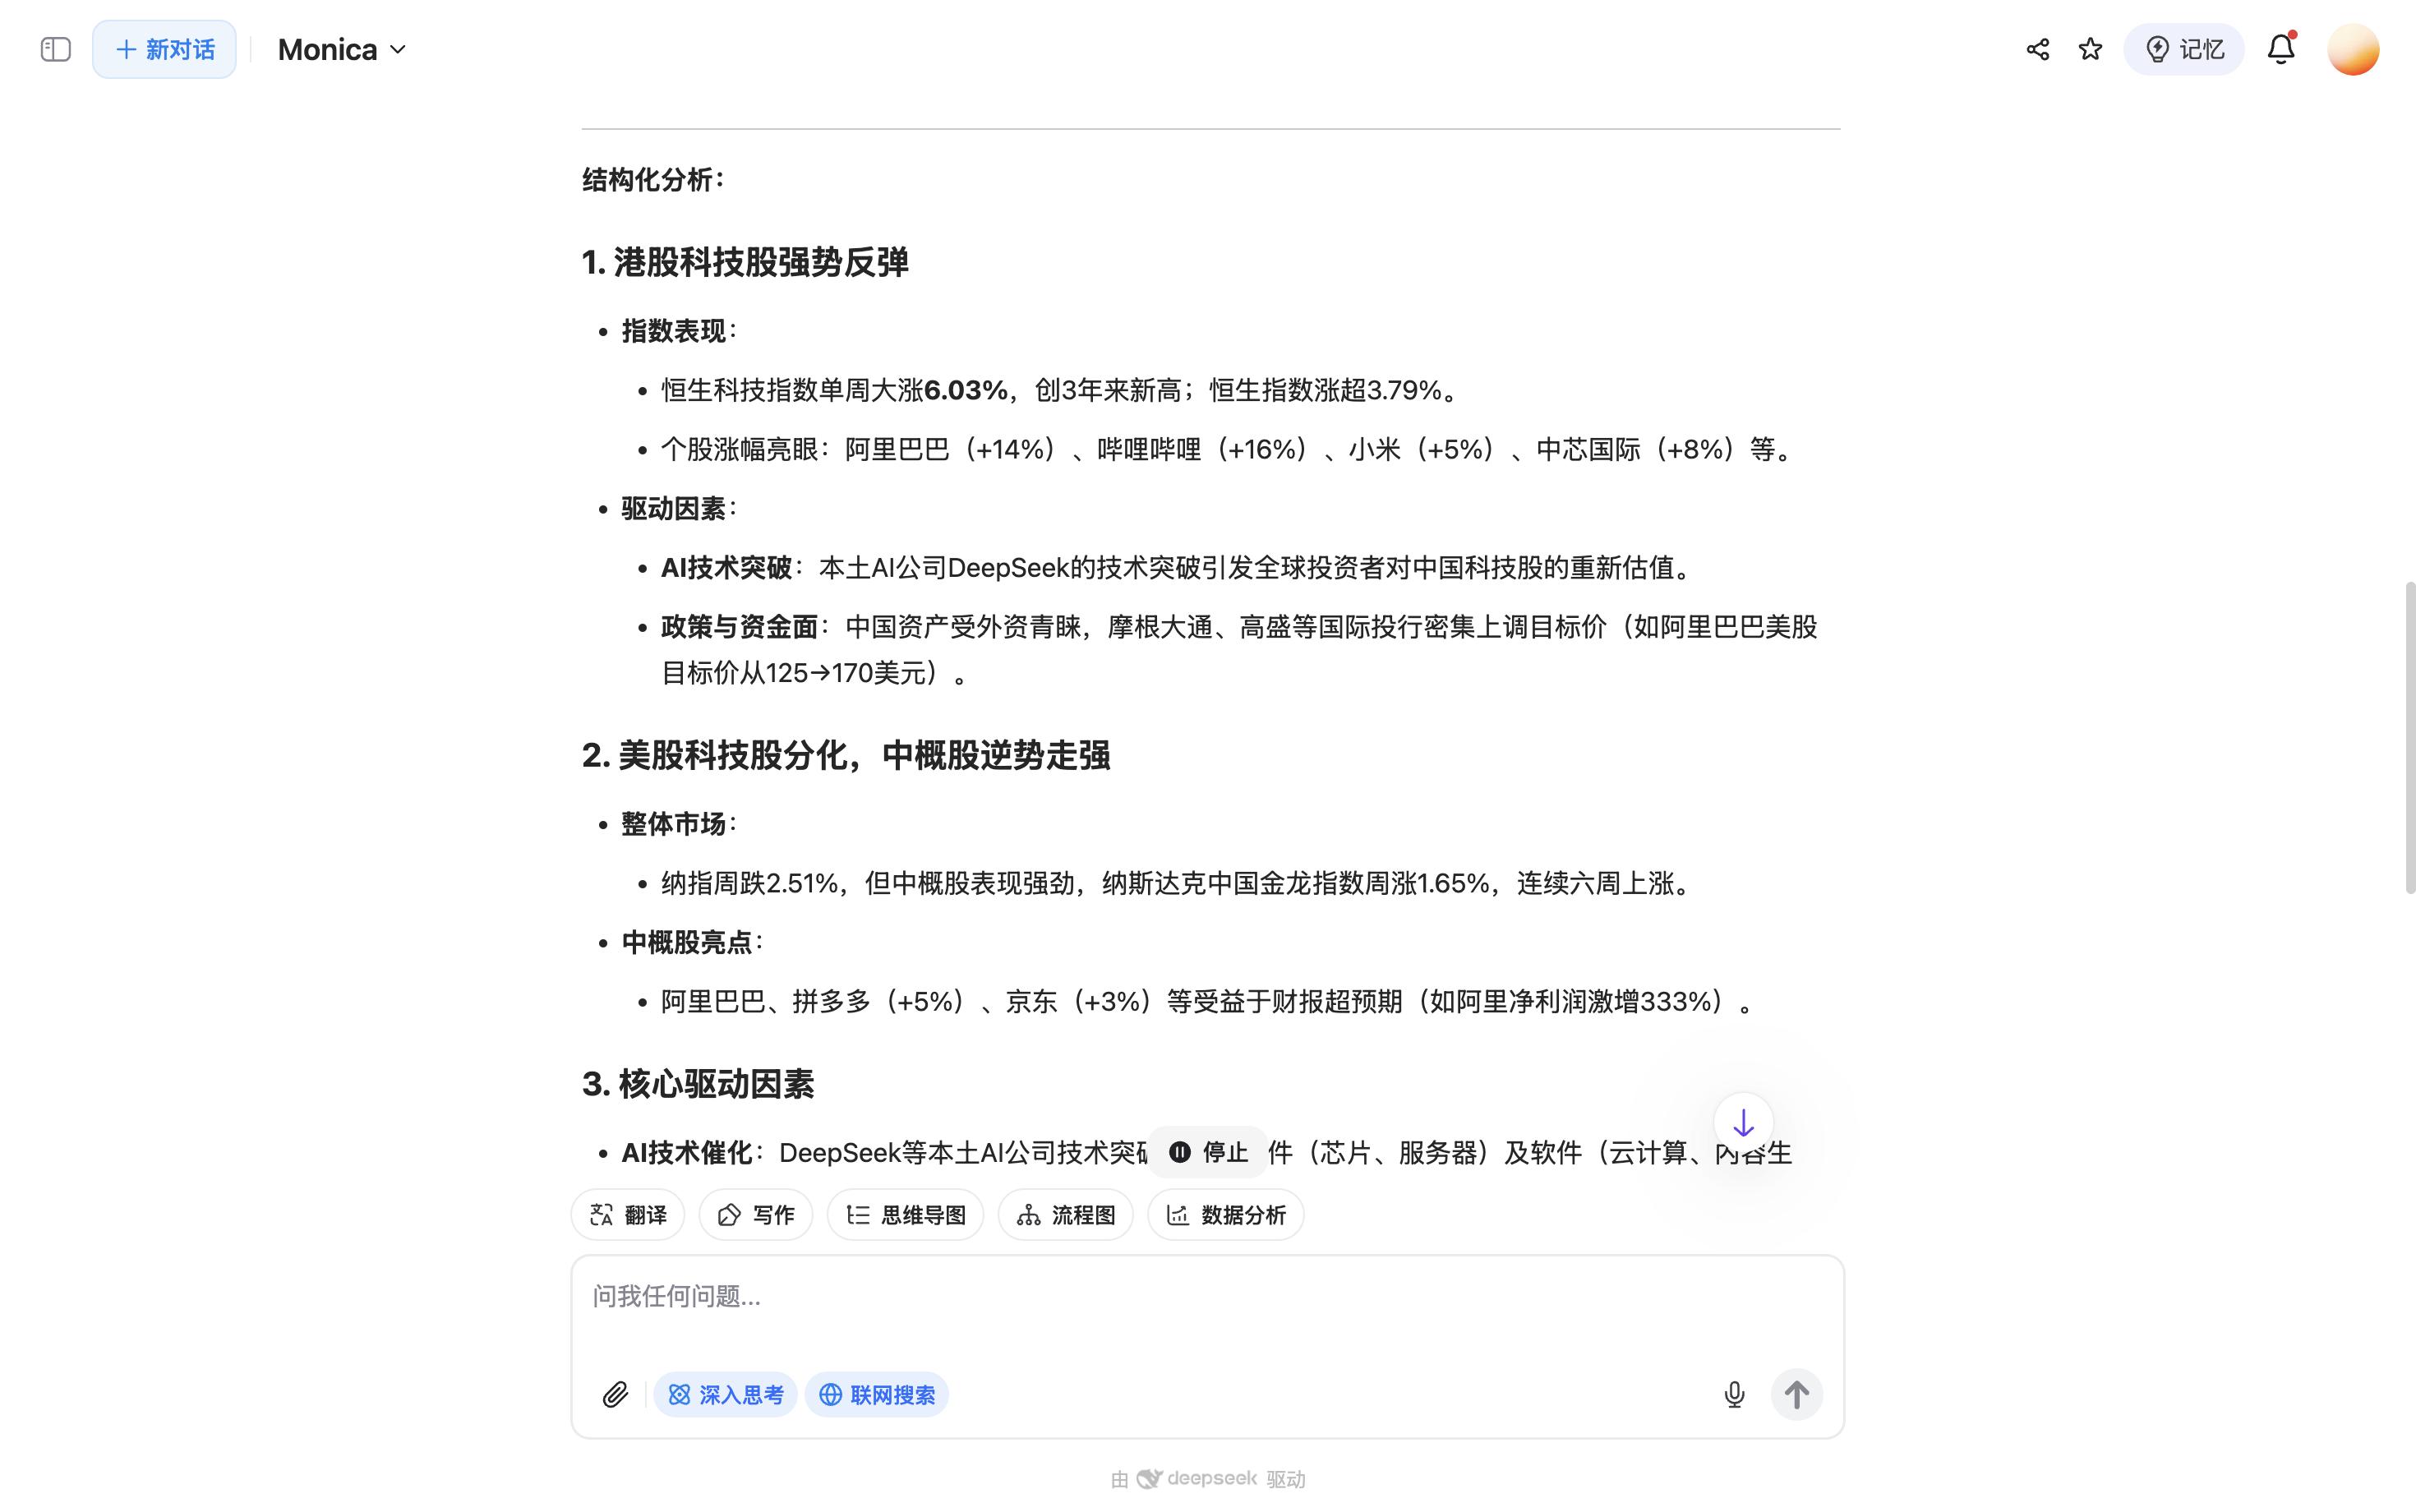 新对话
Monica
记忆
结构化分析：
1. 港股科技股强势反弹
指数表现：
恒生科技指数单周大涨6.03%，创3年来新高；恒生指数涨超3.79%。
个股涨幅亮眼：阿里巴巴（+14%）、哔哩哔哩（+16%）、小米（+5%）、中芯国际（+8%）等。
驱动因素：
AI技术突破：本土AI公司DeepSeek的技术突破引发全球投资者对中国科技股的重新估值。
政策与资金面：中国资产受外资青睐，摩根大通、高盛等国际投行密集上调目标价（如阿里巴巴美股
目标价从125→170美元）。
2. 美股科技股分化，中概股逆势走强
整体市场：
纳指周跌2.51%，但中概股表现强劲，纳斯达克中国金龙指数周涨1.65%，连续六周上涨。
中概股亮点：
阿里巴巴、拼多多（+5%）、京东（+3%）等受益于财报超预期（如阿里净利润激增333%）。
3. 核心驱动因素
AI技术催化：DeepSeek等本土AI公司技术突 停止 件（芯片、服务器）及软件（云计算、内容生
翻译 写作 思维导图 流程图 数据分析
问我任何问题...
深入思考 联网搜索
由 deepseek 驱动